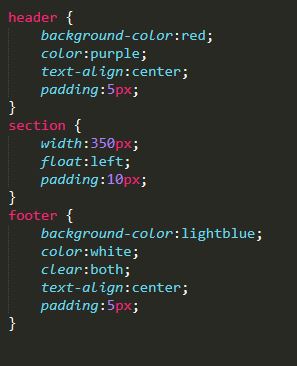 header {
    background-color:red;
    color:purple;
    text-align:center;
    padding:5px;
}
section {
    width:350px;
    float:left;
    padding:10px;
}
footer {
    background-color:lightblue;
    color:white;
    clear:both;
    text-align:center;
    padding:5px;
}